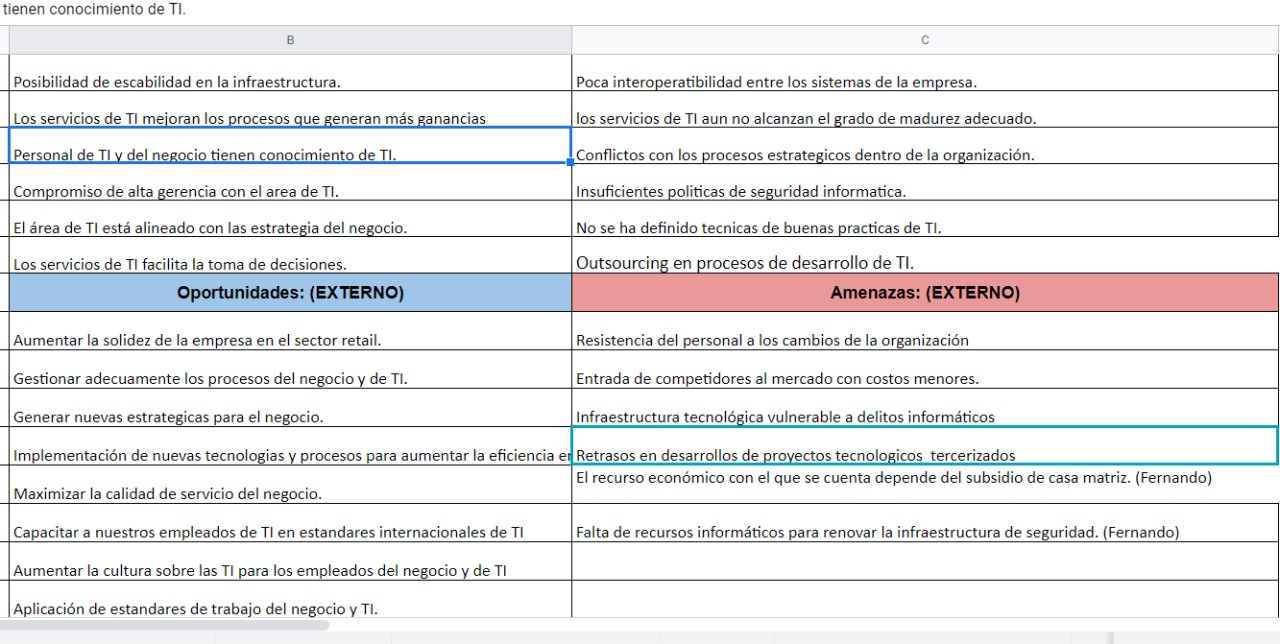 tienen conocimiento de TI.
B
C
Posibilidad de escabilidad en la infraestructura.
Poca interoperatibilidad entre los sistemas de la empresa.
Los servicios de TI mejoran los procesos que generan más ganancias
los servicios de TI aun no alcanzan el grado de madurez adecuado.
Personal de TI y del negocio tienen conocimiento de TI.
Conflictos con los procesos estrategicos dentro de la organización.
Compromiso de alta gerencia con el area de TI.
Insuficientes politicas de seguridad informatica.
El área de TI está alineado con las estrategia del negocio.
No se ha definido tecnicas de buenas practicas de TI.
Los servicios de TI facilita la toma de decisiones.
Outsourcing en procesos de desarrollo de TI.
Oportunidades: (EXTERNO)
Amenazas: (EXTERNO)
Aumentar la solidez de la empresa en el sector retail.
Resistencia del personal a los cambios de la organización
Gestionar adecuadamente los procesos del negocio y de TI.
Entrada de competidores al mercado con costos menores.
Generar nuevas estrategicas para el negocio.
Infraestructura tecnológica vulnerable a delitos informáticos
Implementación de nuevas tecnologias y procesos para aumentar la eficiencia
Retrasos en desarrollos de proyectos tecnologicos tercerizados
El recurso económico con el que se cuenta depende del subsidio de casa matriz. (Fernando)
Maximizar la calidad de servicio del negocio.
Capacitar a nuestros empleados de TI en estandares internacionales de TI
Falta de recursos informáticos para renovar la infraestructura de seguridad. (Fernando)
Aumentar la cultura sobre las TI para los empleados del negocio y de TI
Aplicación de estandares de trabajo del negocio y TI.